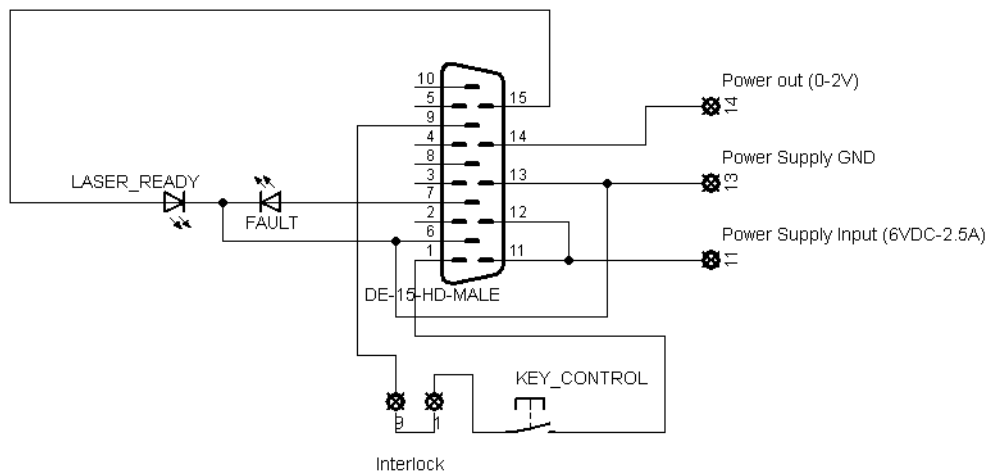 10
5
15
Power out (0-2V)
14
9
4
14
8
Power Supply GND
3
13
13
LASER_READY
7
FAULT
2
12
6
Power Supply Input (6VDC-2.5A)
1
11
11
DE-15-HD-MALE
KEY_CONTROL
9
1
Interlock